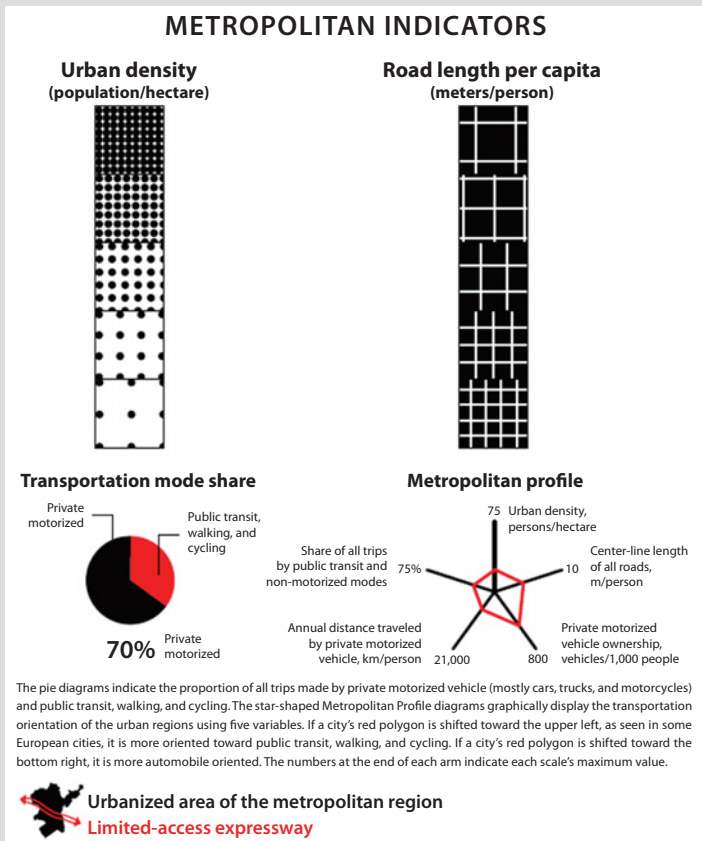 METROPOLITAN INDICATORS
Urban density
(population/hectare)
Road length per capita
(meters/person)
Transportation mode share
Private
motorized
Public transit,
walking, and
cycling
70% Private
motorized
Metropolitan profile
75 Urban density,
persons/hectare
Share of all trips
by public transit and 75%
non-motorized modes
Center-line length
10 of all roads,
m/person
Annual distance traveled
by private motorized
vehicle, km/person 21,000
Private motorized
vehicle ownership,
800 vehicles/1,000 people
The pie diagrams indicate the proportion of all trips made by private motorized vehicle (mostly cars, trucks, and motorcycles)
and public transit, walking, and cycling. The star-shaped Metropolitan Profile diagrams graphically display the transportation
orientation of the urban regions using five variables. If a city's red polygon is shifted toward the upper left, as seen in some
European cities, it is more oriented toward public transit, walking, and cycling. If a city's red polygon is shifted toward the
bottom right, it is more automobile oriented. The numbers at the end of each arm indicate each scale's maximum value.
Urbanized area of the metropolitan region
Limited-access expressway